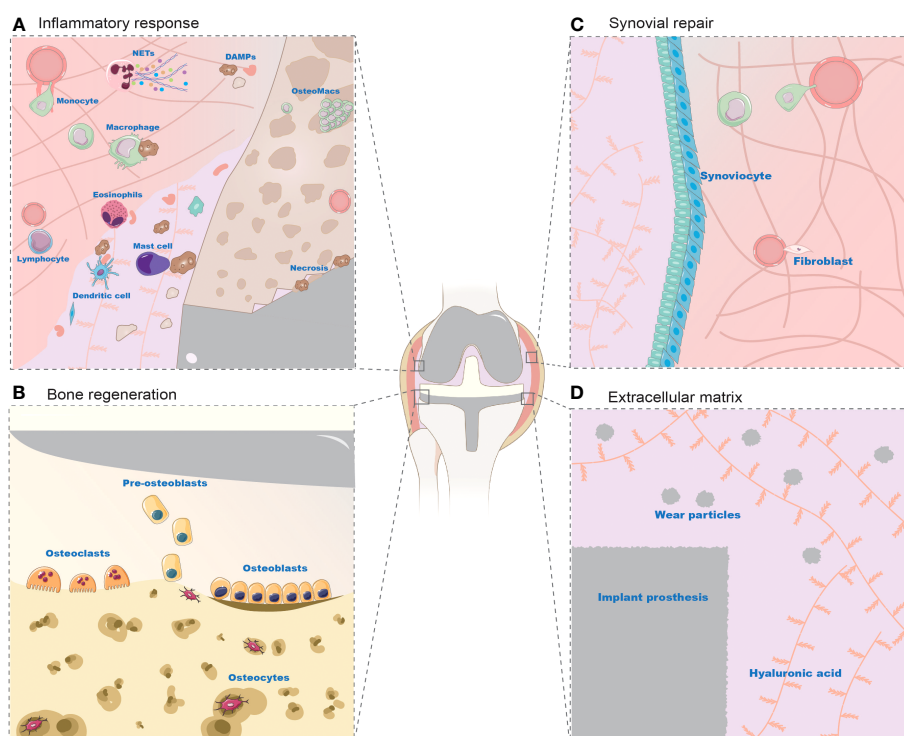 A Inflammatory response
NETs
DAMPs
Monocyte
OsteoMacs
Macrophage
Eosinophils
Lymphocyte
Mast cell
Dendritic cell
Necrosis
B Bone regeneration
Pre-osteoblasts
Osteoclasts
Osteoblasts
Osteocytes
C Synovial repair
Synoviocyte
Fibroblast
D Extracellular matrix
Wear particles
Implant prosthesis
Hyaluronic acid